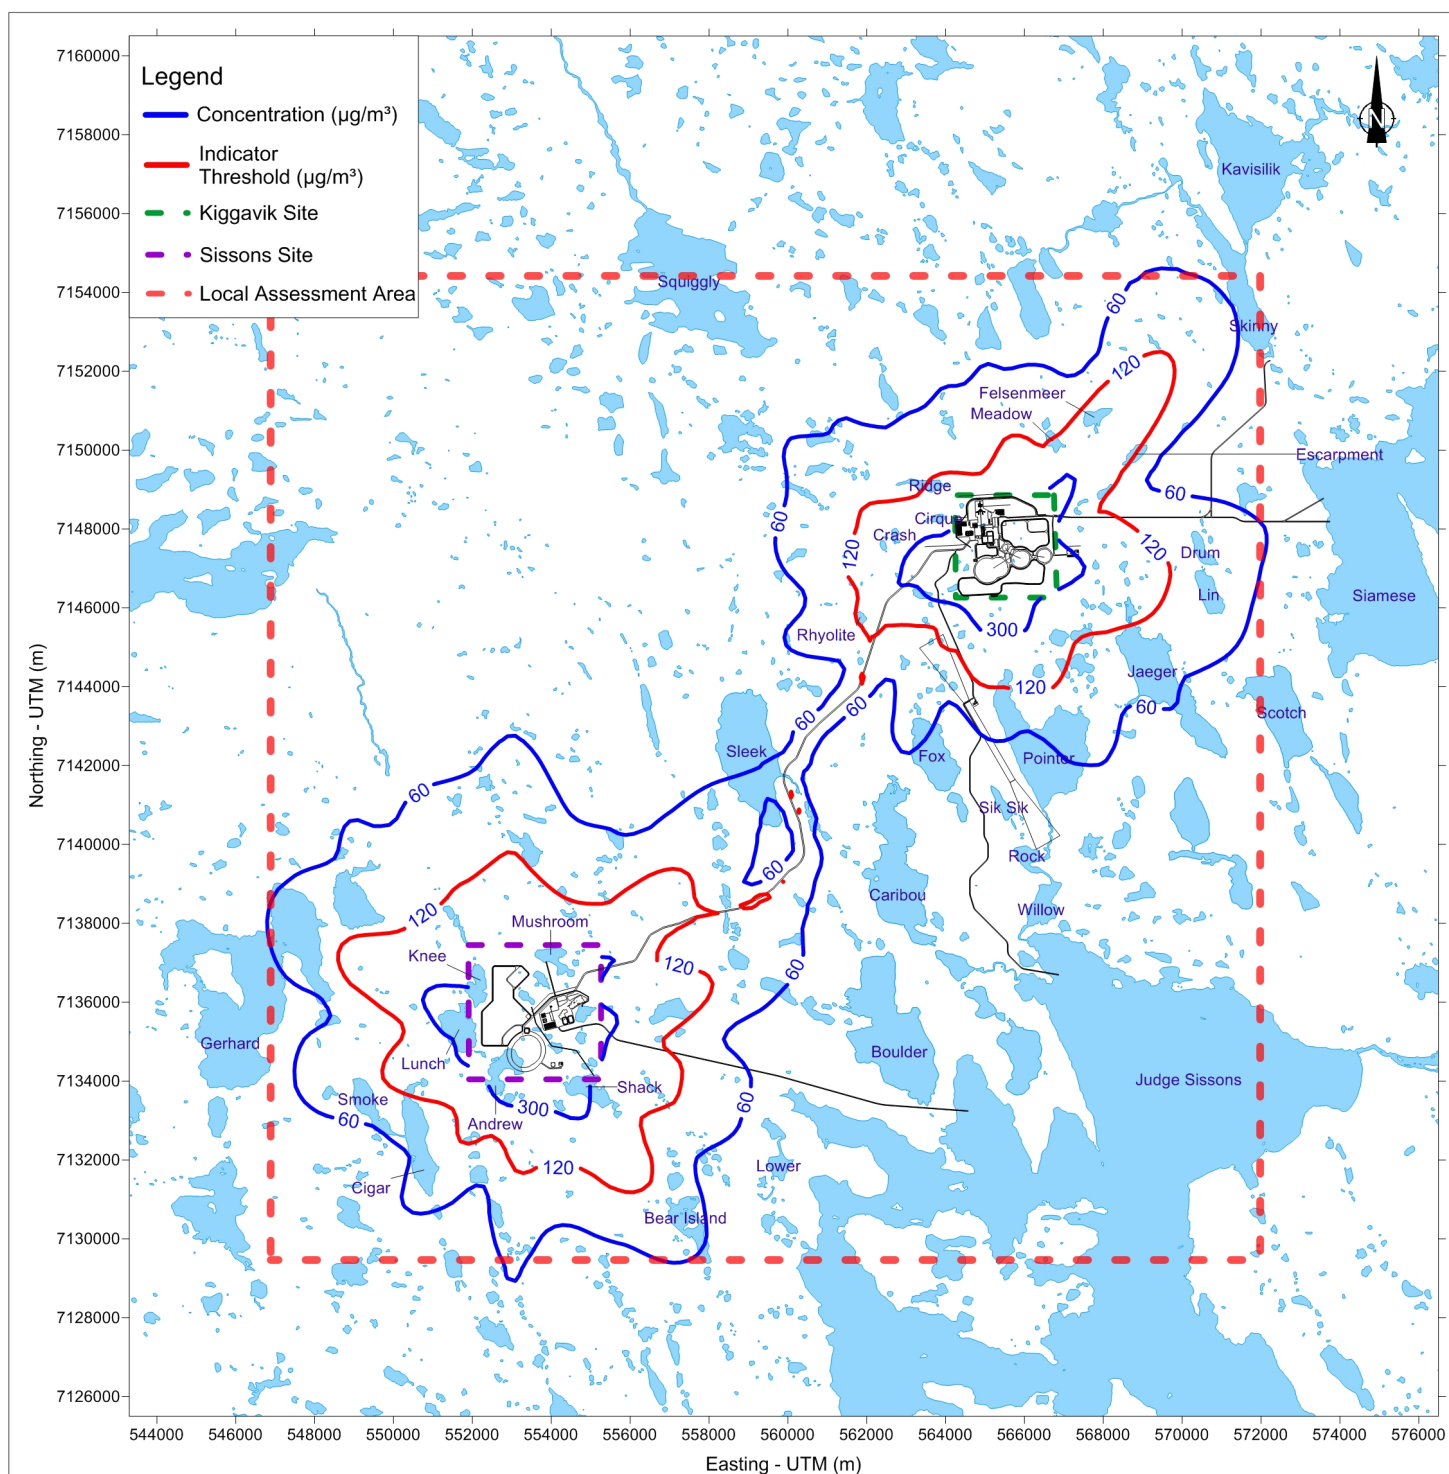 Legend
Concentration (µg/m³)
Indicator
Threshold (µg/m³)
Kiggavik Site
Sissons Site
Local Assessment Area
N
7160000
7158000
7156000
7154000
7152000
7150000
7148000
7146000
7144000
7142000
7140000
7138000
7136000
7134000
7132000
7130000
7128000
7126000
Northing - UTM (m)
Kavisilik
Squiggly
Skinny
60
120
Felsenmeer
Meadow
Escarpment
Ridge
60
Cirque
Crash
60
120
120
Drum
Lin
Siamese
300
Rhyolite
Jaeger
120
60
Scotch
60
60
Sleek
Fox
Pointer
60
Sik Sik
Rock
60
Caribou
Willow
120
Mushroom
Knee
120
60
Gerhard
Lunch
Boulder
Judge Sissons
Shack
Smoke
60
300
60
Andrew
120
Lower
Cigar
Bear Island
544000
546000
548000
550000
552000
554000
556000
558000
560000
562000
564000
566000
568000
570000
572000
574000
576000
Easting - UTM (m)